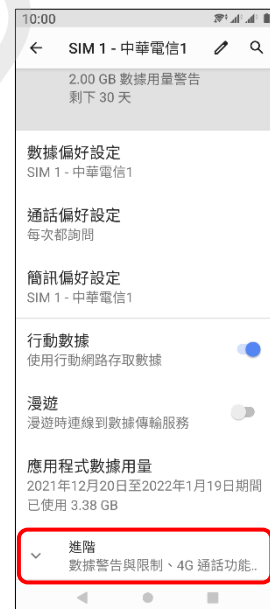 10:00
SIM 1 - 中華電信1
2.00 GB 數據用量警告
剩下 30 天
數據偏好設定
SIM 1 - 中華電信1
通話偏好設定
每次都詢問
簡訊偏好設定
SIM 1 - 中華電信1
行動數據
使用行動網路存取數據
漫遊
漫遊時連線到數據傳輸服務
應用程式數據用量
2021年12月20日至2022年1月19日期間
已使用 3.38 GB
進階
數據警告與限制、4G 通話功能..